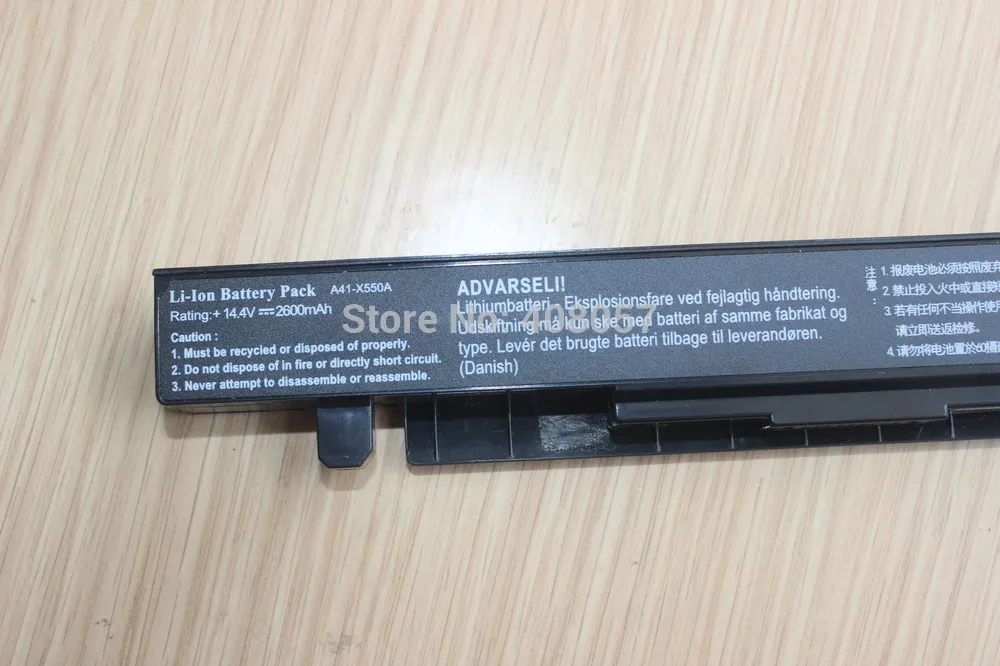 Li-Ion Battery Pack A41-X550A
Rating: + 14.4V ⎓ 2600mAh
Caution :
1. Must be recycled or disposed of properly.
2. Do not dispose of in fire or directly short circuit.
3. Never attempt to disassemble or reassemble.
ADVARSELI!
Lithiumbatteri - Eksplosionsfare ved fejlagtig håndtering.
Udskiftning må kun ske med batteri af samme fabrikat og
type. Levér det brugte batteri tilbage til leverandøren.
(Danish)
注意:
1. 报废电池必须按照废弃
2. 禁止投入火中或直接
3. 若有任何不当操作
请立即送返检修.
4. 请勿将电池置於60
Store No.:408057